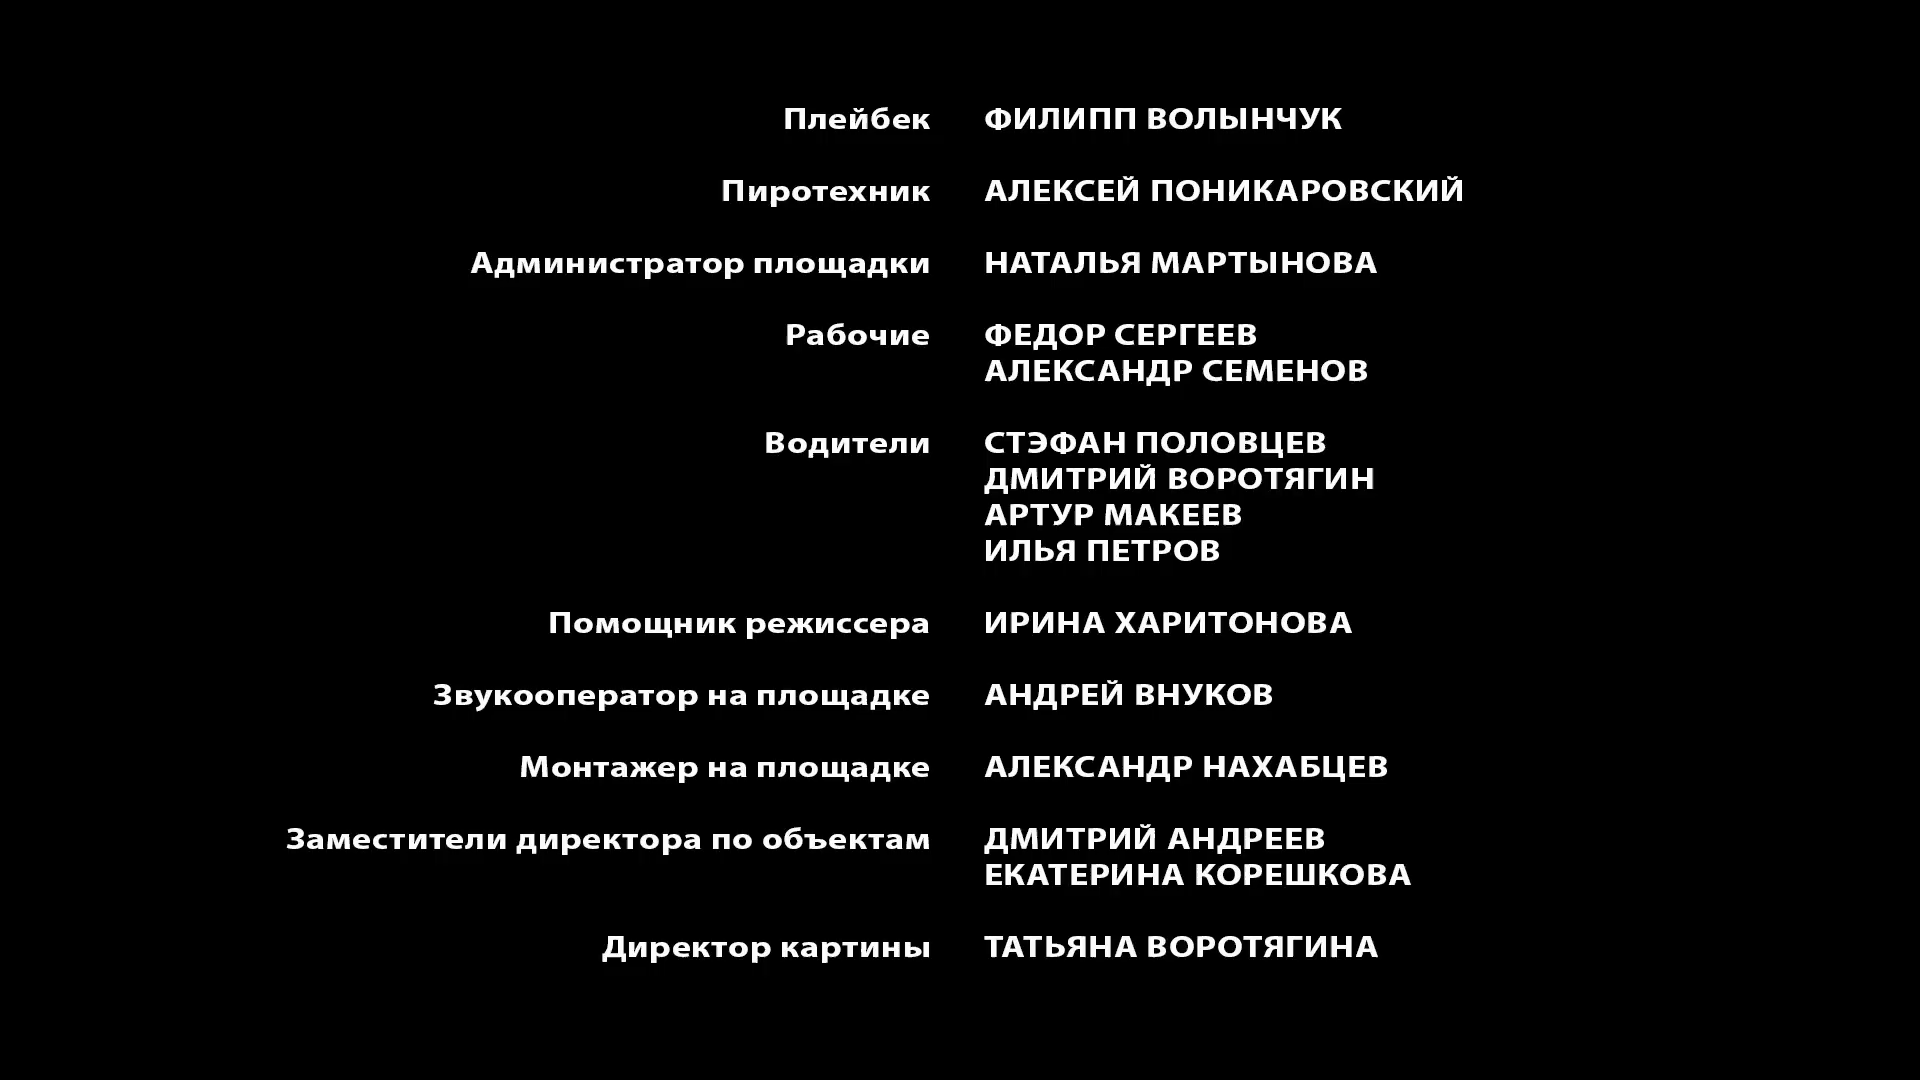 Плейбек ФИЛИПП ВОЛЫНЧУК
Пиротехник АЛЕКСЕЙ ПОНИКАРОВСКИЙ
Администратор площадки НАТАЛЬЯ МАРТЫНОВА
Рабочие ФЕДОР СЕРГЕЕВ
АЛЕКСАНДР СЕМЕНОВ
Водители СТЭФАН ПОЛОВЦЕВ
ДМИТРИЙ ВОРОТЯГИН
АРТУР МАКЕЕВ
ИЛЬЯ ПЕТРОВ
Помощник режиссера ИРИНА ХАРИТОНОВА
Звукооператор на площадке АНДРЕЙ ВНУКОВ
Монтажер на площадке АЛЕКСАНДР НАХАБЦЕВ
Заместители директора по объектам ДМИТРИЙ АНДРЕЕВ
ЕКАТЕРИНА КОРЕШКОВА
Директор картины ТАТЬЯНА ВОРОТЯГИНА